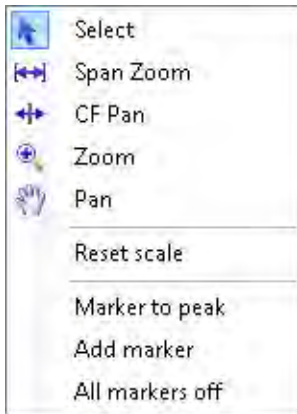 Select
Span Zoom
CF Pan
Zoom
Pan
Reset scale
Marker to peak
Add marker
All markers off